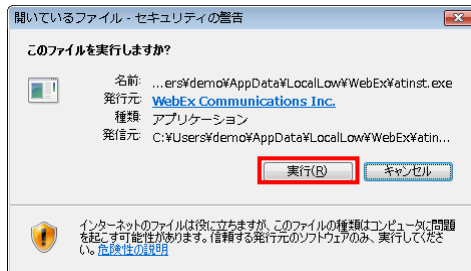 開いているファイル - セキュリティの警告
このファイルを実行しますか?
名前: ...ers¥demo¥AppData¥LocalLow¥WebEx¥atinst.exe
発行元: WebEx Communications Inc.
種類: アプリケーション
発信元: C:¥Users¥demo¥AppData¥LocalLow¥WebEx¥atin...
実行(R) キャンセル
インターネットのファイルは役に立ちますが、このファイルの種類はコンピュータに問題
を起こす可能性があります。信頼する発行元のソフトウェアのみ、実行してくださ
い。危険性の説明